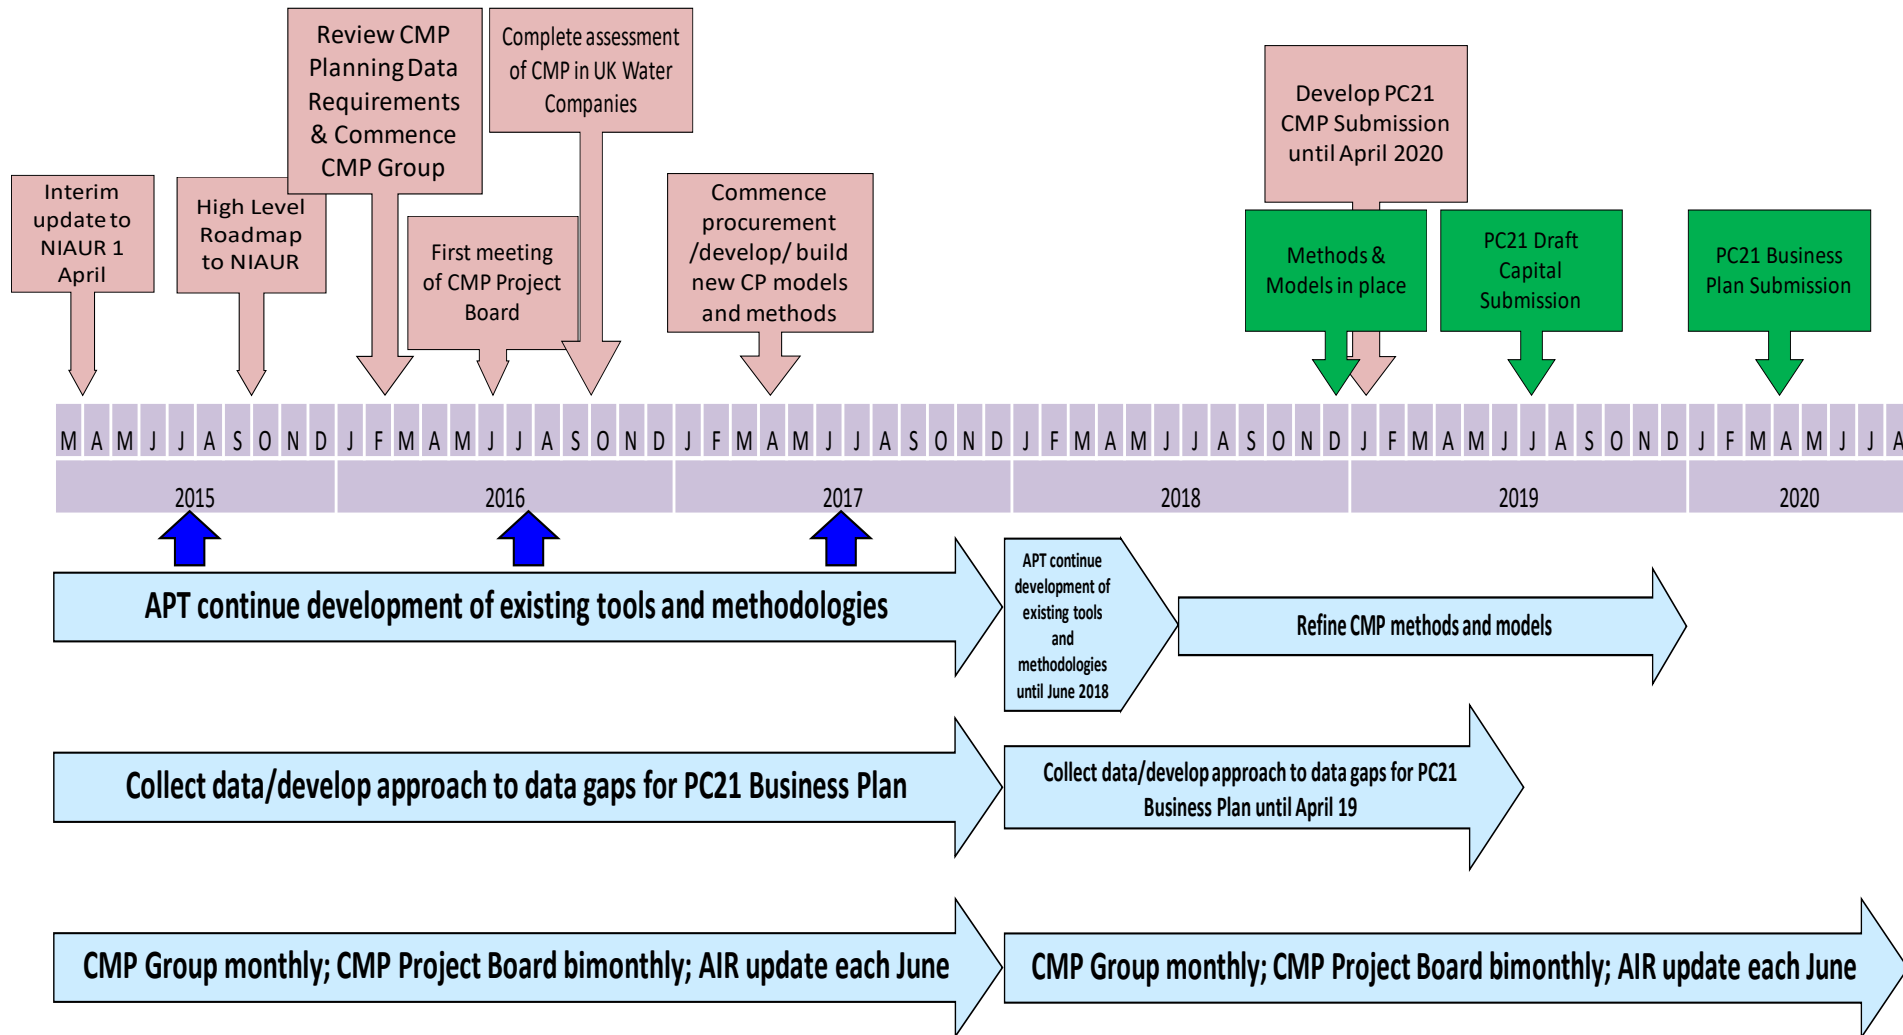 Review CMP
Planning Data
Requirements
& Commence
CMP Group
Complete assessment
of CMP in UK Water
Companies
Develop PC21
CMP Submission
until April 2020
Interim
update to
NIAUR 1
April
High Level
Roadmap
to NIAUR
First meeting
of CMP Project
Board
Commence
procurement
/develop/ build
new CP models
and methods
Methods &
Models in place
PC21 Draft
Capital
Submission
PC21 Business
Plan Submission
M A M J J A S O N D J F M A M J J A S O N D J F M A M J J A S O N D J F M A M J J A S O N D J F M A M J J A S O N D J F M A M J J A
2015 2016 2017 2018 2019 2020
APT continue development of existing tools and methodologies
APT continue
development of
existing tools
and
methodologies
until June 2018
Refine CMP methods and models
Collect data/develop approach to data gaps for PC21 Business Plan
Collect data/develop approach to data gaps for PC21
Business Plan until April 19
CMP Group monthly; CMP Project Board bimonthly; AIR update each June
CMP Group monthly; CMP Project Board bimonthly; AIR update each June